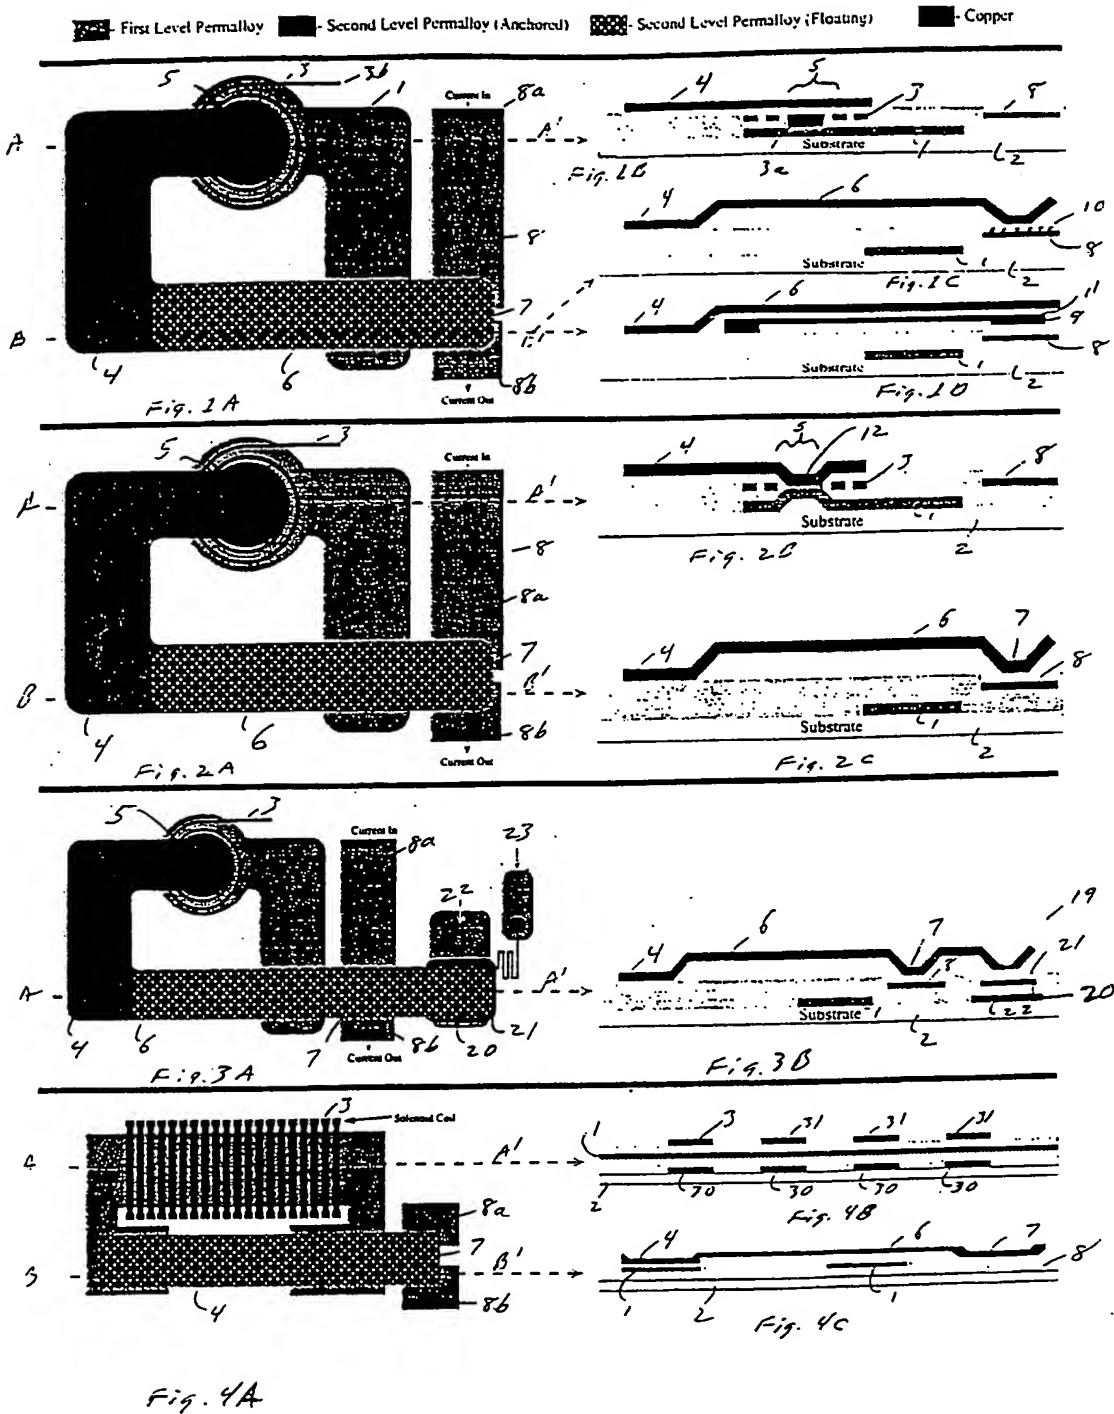 First Level Permalloy
- Second Level Permalloy (Anchored)
- Second Level Permalloy (Floating)
- Copper
5
3
3b
1
Current In
8a
A
A'
8
7
B
B'
4
6
8b
Current Out
Fig. 1A
4
5
3
8
Substrate
1
2
3a
Fig. 1B
4
6
10
8
Substrate
1
2
Fig. 1C
4
6
11
9
8
Substrate
1
2
Fig. 1D
5
3
Current In
A
A'
8
8a
7
B
B'
4
6
8b
Current Out
Fig. 2A
4
5
12
3
8
Substrate
1
2
Fig. 2B
4
6
7
8
Substrate
1
2
Fig. 2C
5
3
Current In
8a
23
22
A
A'
4
6
7
8b
20
21
Current Out
Fig. 3A
4
6
7
19
21
20
Substrate
2
22
Fig. 3B
3
Solenoid Coil
A
A'
8a
7
B'
4
8b
Fig. 4A
1
3
31
31
31
2
30
30
30
30
Fig. 4B
4
6
7
8
1
2
1
Fig. 4C